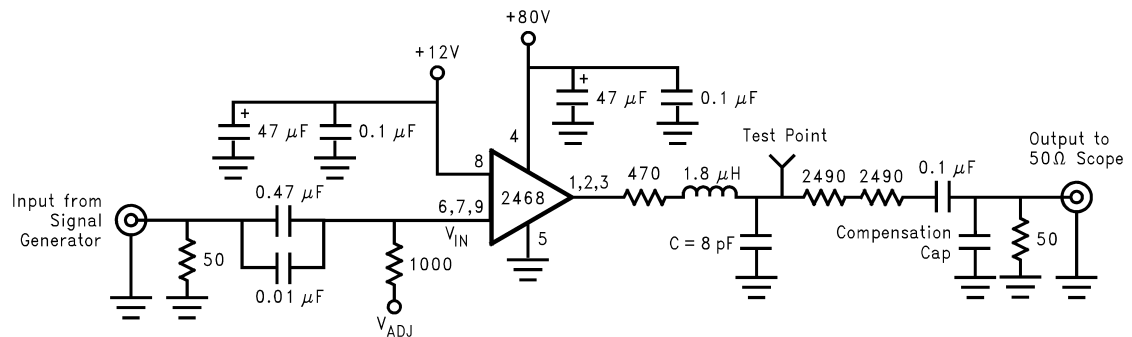 +80V
+12V
+
47 μF
0.1 μF
+
47 μF
0.1 μF
4
8
2468
1,2,3
6,7,9
V_IN
5
Input from
Signal
Generator
50
0.47 μF
0.01 μF
1000
V_ADJ
470
1.8 μH
C = 8 pF
Test Point
2490
2490
0.1 μF
Compensation
Cap
50
Output to
50Ω Scope